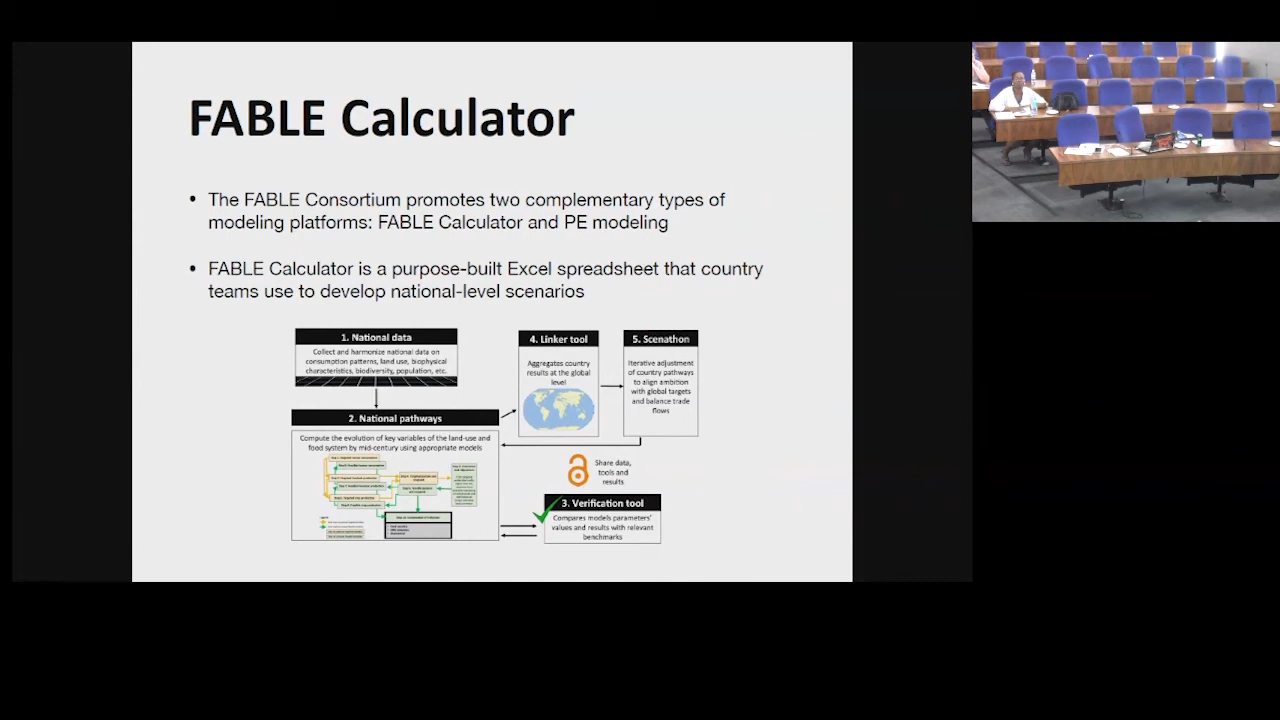 FABLE Calculator
• The FABLE Consortium promotes two complementary types of
modeling platforms: FABLE Calculator and PE modeling
• FABLE Calculator is a purpose-built Excel spreadsheet that country
teams use to develop national-level scenarios
1. National data
Collect and harmonize national data on
consumption patterns, land use, biophysical
characteristics, biodiversity, population, etc.
2. National pathways
Compute the evolution of key variables of the land-use and
food system by mid-century using appropriate models
4. Linker tool
Aggregates country
results at the global
level
5. Scenathon
Iterative adjustment
of country pathways
to align ambition
with global targets
and balance trade
flows
Share data,
tools and
results
3. Verification tool
Compares models parameters'
values and results with relevant
benchmarks